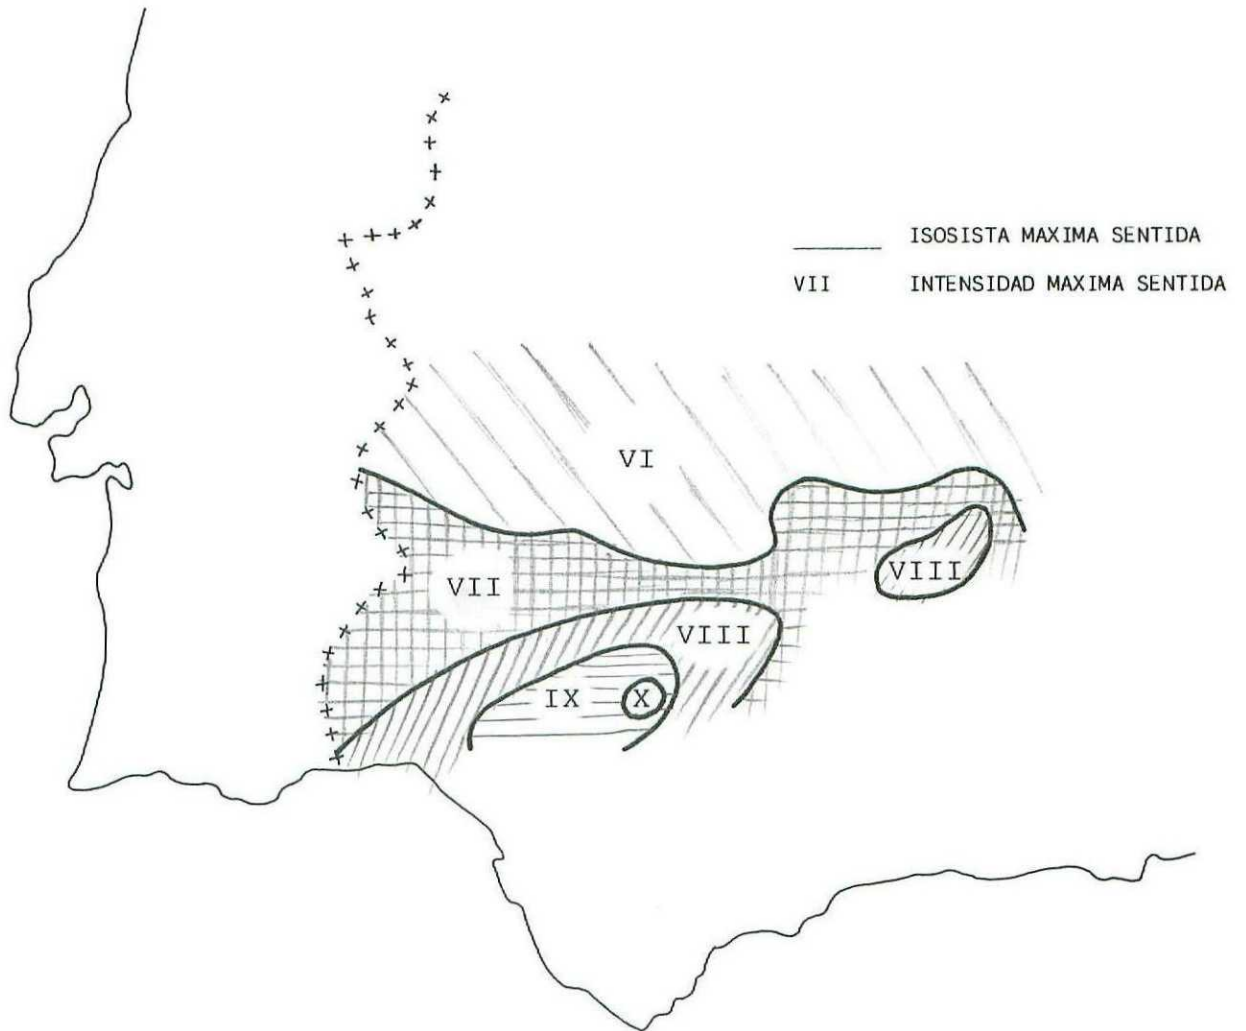 ISOSISTA MAXIMA SENTIDA
VII INTENSIDAD MAXIMA SENTIDA
VI
VII
VIII
VIII
IX
X